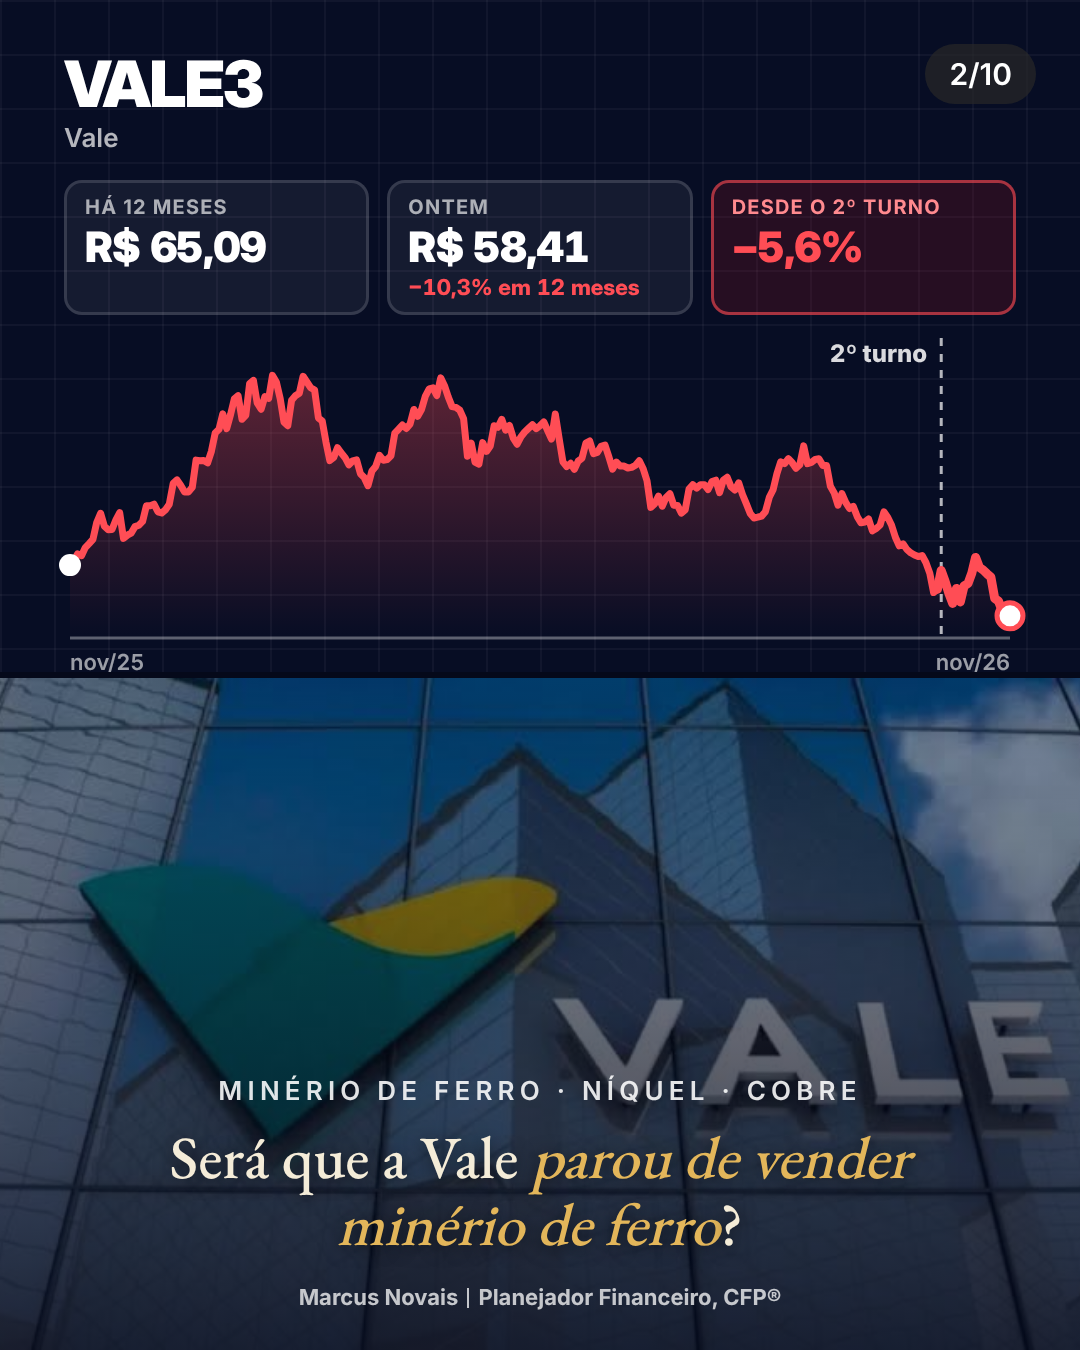 VALE3
2/10
Vale
HÁ 12 MESES
R$ 65,09
ONTEM
R$ 58,41
−10,3% em 12 meses
DESDE O 2º TURNO
−5,6%
2º turno
nov/25
nov/26
VALE
MINÉRIO DE FERRO · NÍQUEL · COBRE
Será que a Vale parou de vender
minério de ferro?
Marcus Novais | Planejador Financeiro, CFP®